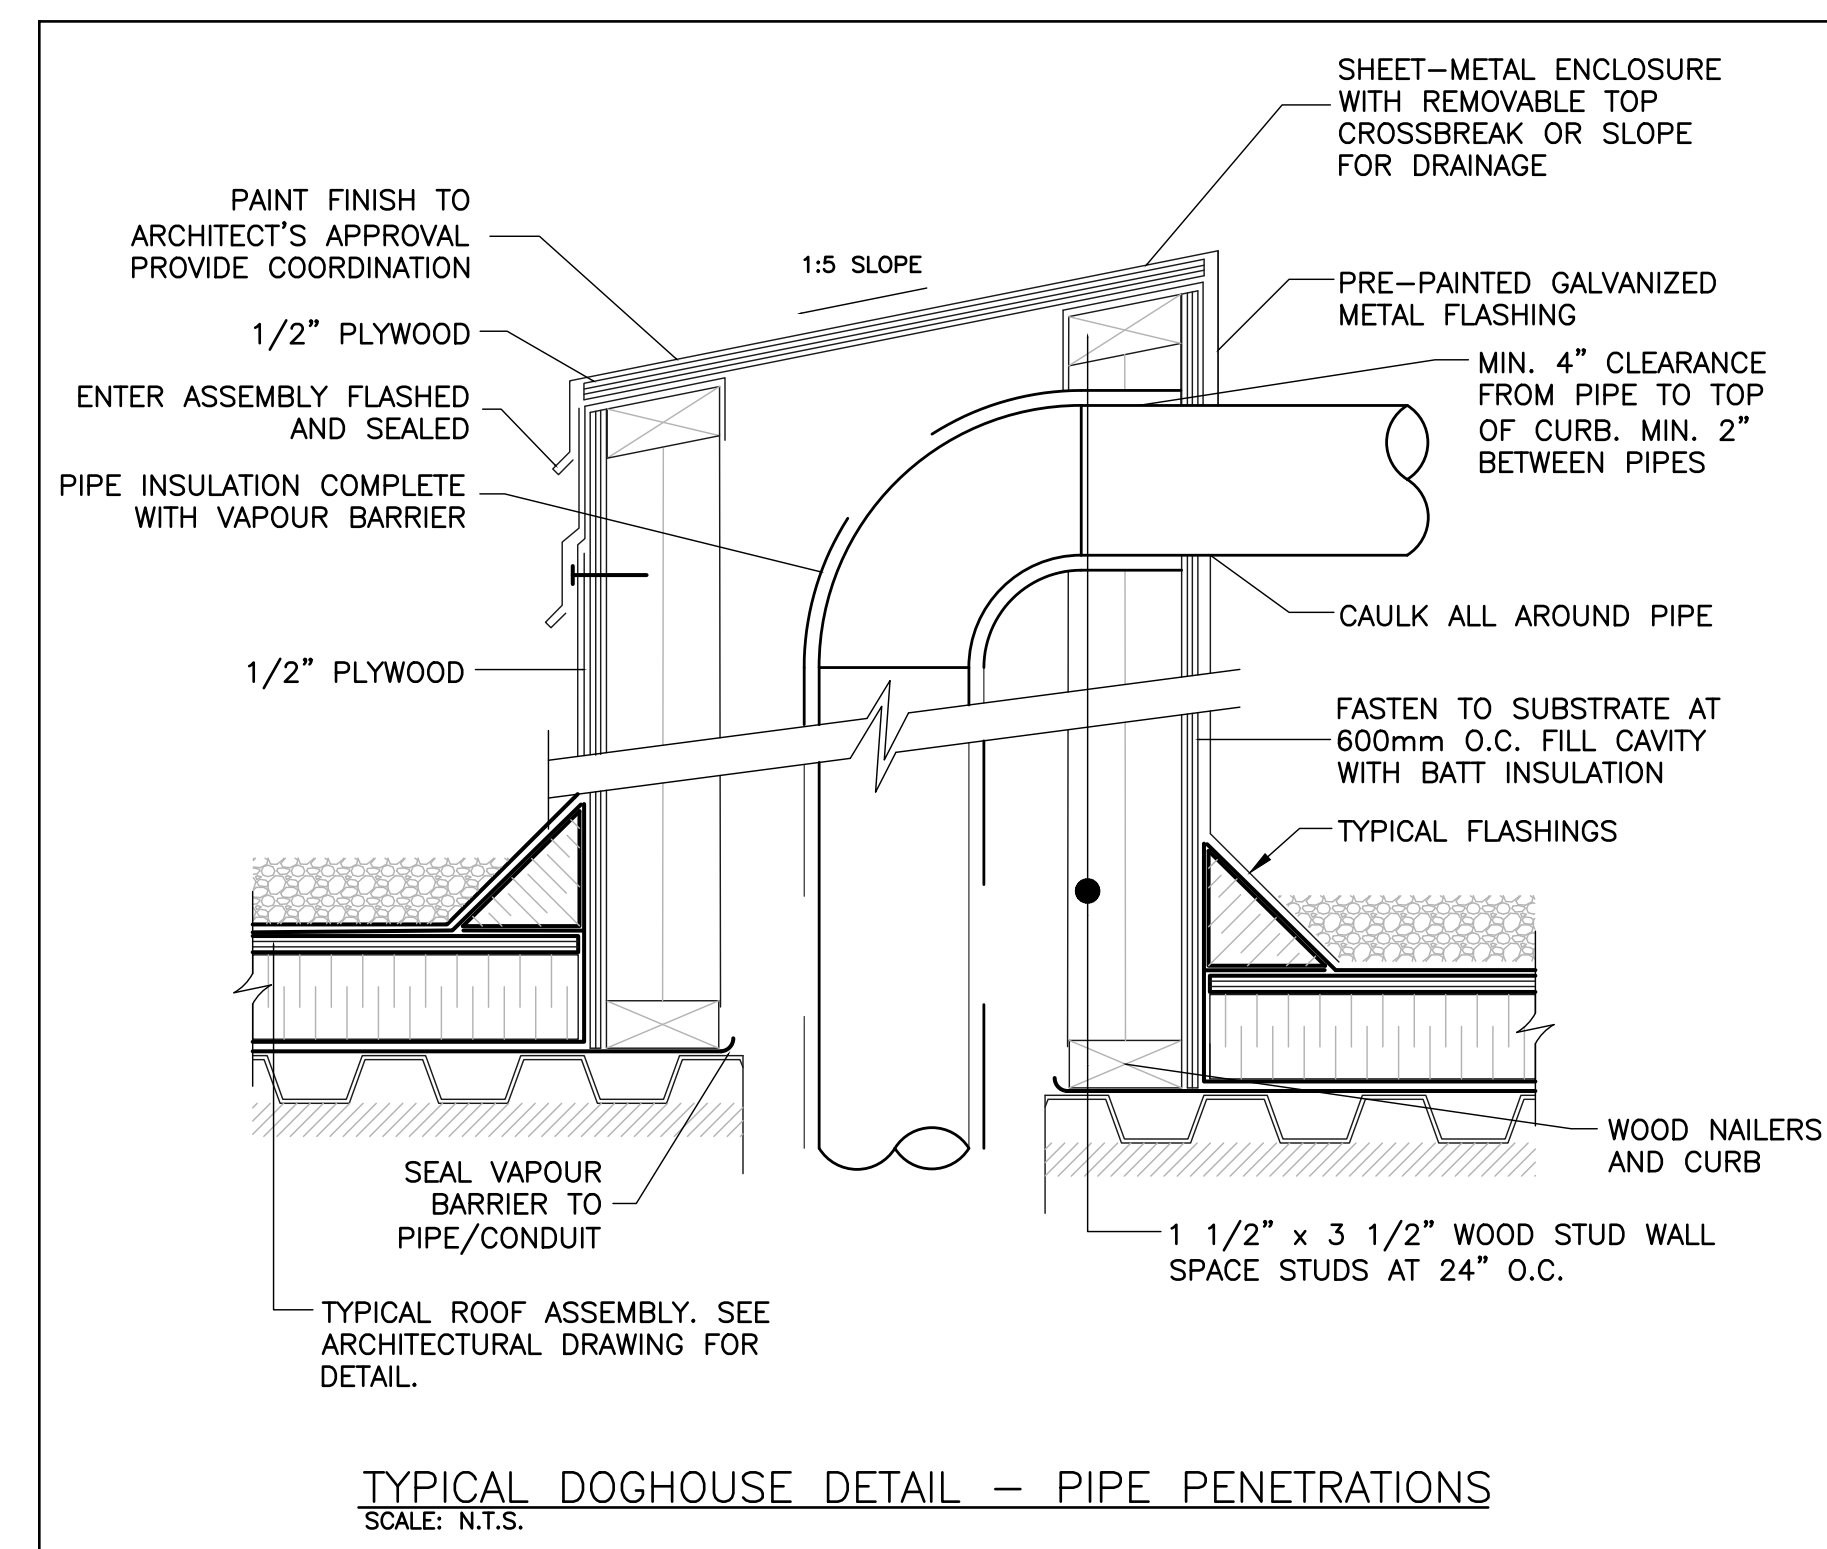 SHEET-METAL ENCLOSURE
WITH REMOVABLE TOP
CROSSBREAK OR SLOPE
FOR DRAINAGE
PAINT FINISH TO
ARCHITECT'S APPROVAL
PROVIDE COORDINATION
1:5 SLOPE
1/2" PLYWOOD
PRE-PAINTED GALVANIZED
METAL FLASHING
ENTER ASSEMBLY FLASHED
AND SEALED
MIN. 4" CLEARANCE
FROM PIPE TO TOP
OF CURB. MIN. 2"
BETWEEN PIPES
PIPE INSULATION COMPLETE
WITH VAPOUR BARRIER
CAULK ALL AROUND PIPE
1/2" PLYWOOD
FASTEN TO SUBSTRATE AT
600mm O.C. FILL CAVITY
WITH BATT INSULATION
TYPICAL FLASHINGS
WOOD NAILERS
AND CURB
SEAL VAPOUR
BARRIER TO
PIPE/CONDUIT
1 1/2" x 3 1/2" WOOD STUD WALL
SPACE STUDS AT 24" O.C.
TYPICAL ROOF ASSEMBLY. SEE
ARCHITECTURAL DRAWING FOR
DETAIL.
TYPICAL DOGHOUSE DETAIL - PIPE PENETRATIONS
SCALE: N.T.S.